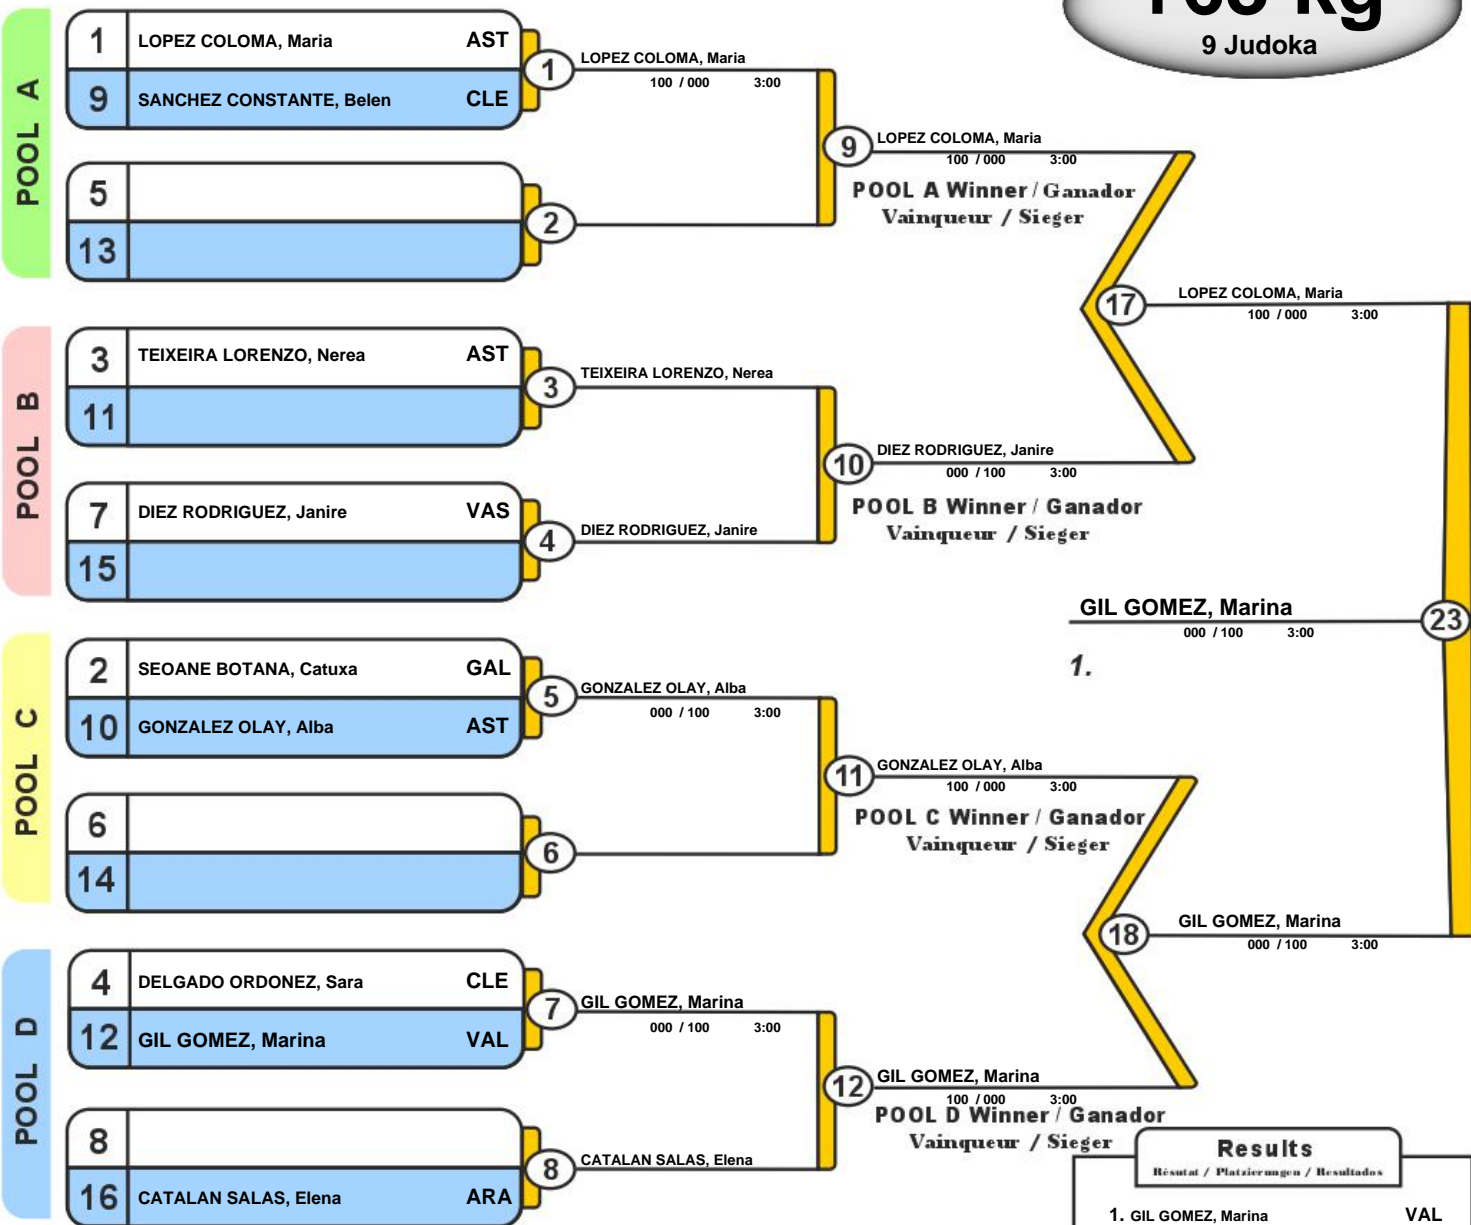 9 Judoka
POOL A
1 LOPEZ COLOMA, Maria AST
9 SANCHEZ CONSTANTE, Belen CLE
5
13
1
LOPEZ COLOMA, Maria
100 / 000 3:00
2
9
LOPEZ COLOMA, Maria
100 / 000 3:00
POOL A Winner / Ganador
Vainqueur / Sieger
POOL B
3 TEIXEIRA LORENZO, Nerea AST
11
7 DIEZ RODRIGUEZ, Janire VAS
15
3
TEIXEIRA LORENZO, Nerea
4
DIEZ RODRIGUEZ, Janire
10
DIEZ RODRIGUEZ, Janire
000 / 100 3:00
POOL B Winner / Ganador
Vainqueur / Sieger
17
LOPEZ COLOMA, Maria
100 / 000 3:00
GIL GOMEZ, Marina
000 / 100 3:00
1.
23
POOL C
2 SEOANE BOTANA, Catuxa GAL
10 GONZALEZ OLAY, Alba AST
6
14
5
GONZALEZ OLAY, Alba
000 / 100 3:00
6
11
GONZALEZ OLAY, Alba
100 / 000 3:00
POOL C Winner / Ganador
Vainqueur / Sieger
POOL D
4 DELGADO ORDONEZ, Sara CLE
12 GIL GOMEZ, Marina VAL
8
16 CATALAN SALAS, Elena ARA
7
GIL GOMEZ, Marina
000 / 100 3:00
8
CATALAN SALAS, Elena
12
GIL GOMEZ, Marina
100 / 000 3:00
POOL D Winner / Ganador
Vainqueur / Sieger
18
GIL GOMEZ, Marina
000 / 100 3:00
Results
Résutat / Platzierungen / Resultados
1. GIL GOMEZ, Marina VAL